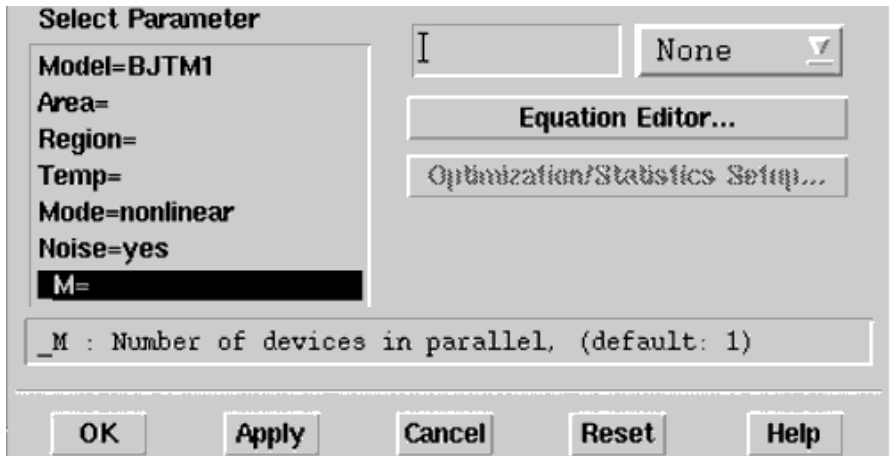 Select Parameter
Model=BJTM1
Area=
Region=
Temp=
Mode=nonlinear
Noise=yes
_M=
None
Equation Editor...
Optimization/Statistics Setup...
_M : Number of devices in parallel, (default: 1)
OK Apply Cancel Reset Help